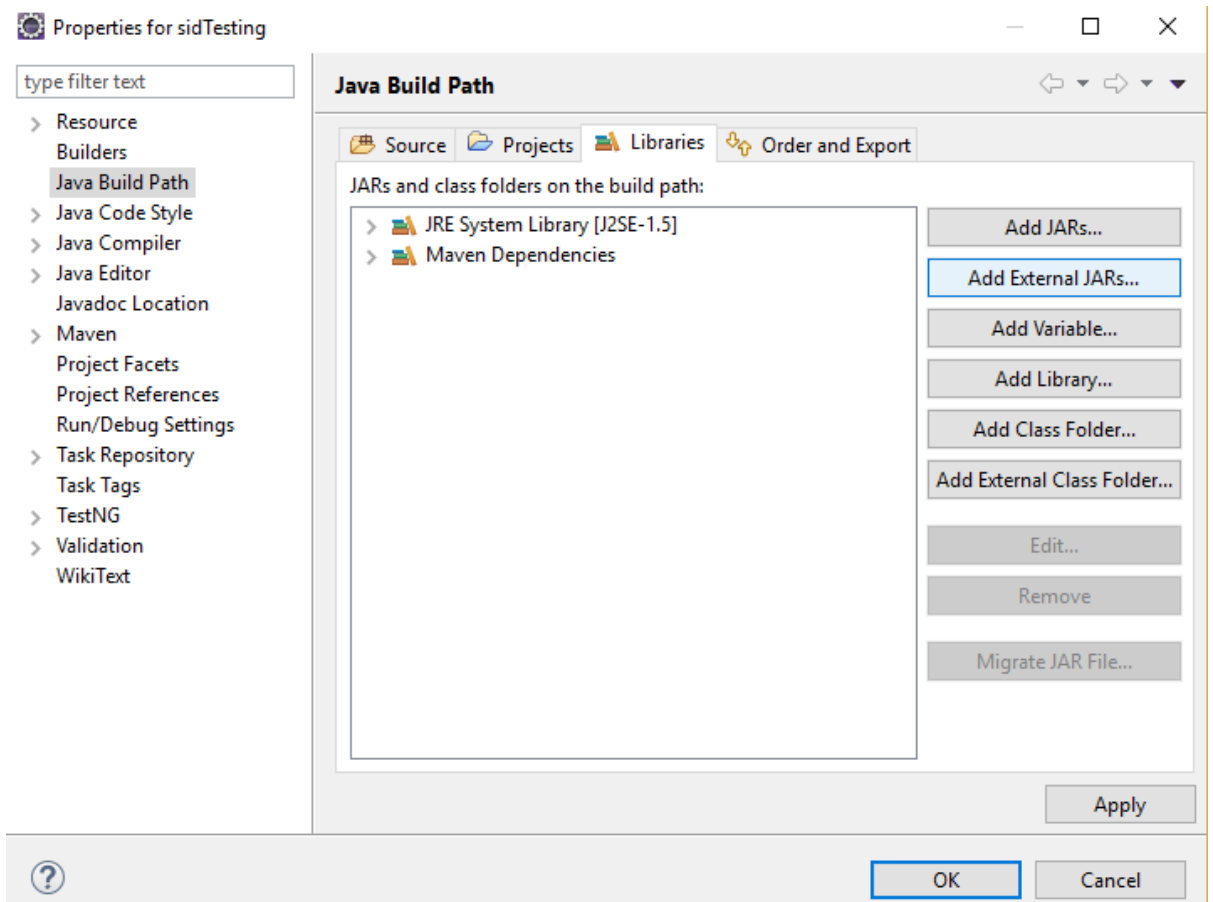 Properties for sidTesting
type filter text
Resource
Builders
Java Build Path
Java Code Style
Java Compiler
Java Editor
Javadoc Location
Maven
Project Facets
Project References
Run/Debug Settings
Task Repository
Task Tags
TestNG
Validation
WikiText
Java Build Path
Source Projects Libraries Order and Export
JARs and class folders on the build path:
JRE System Library [J2SE-1.5]
Maven Dependencies
Add JARs...
Add External JARs...
Add Variable...
Add Library...
Add Class Folder...
Add External Class Folder...
Edit...
Remove
Migrate JAR File...
Apply
?
OK Cancel